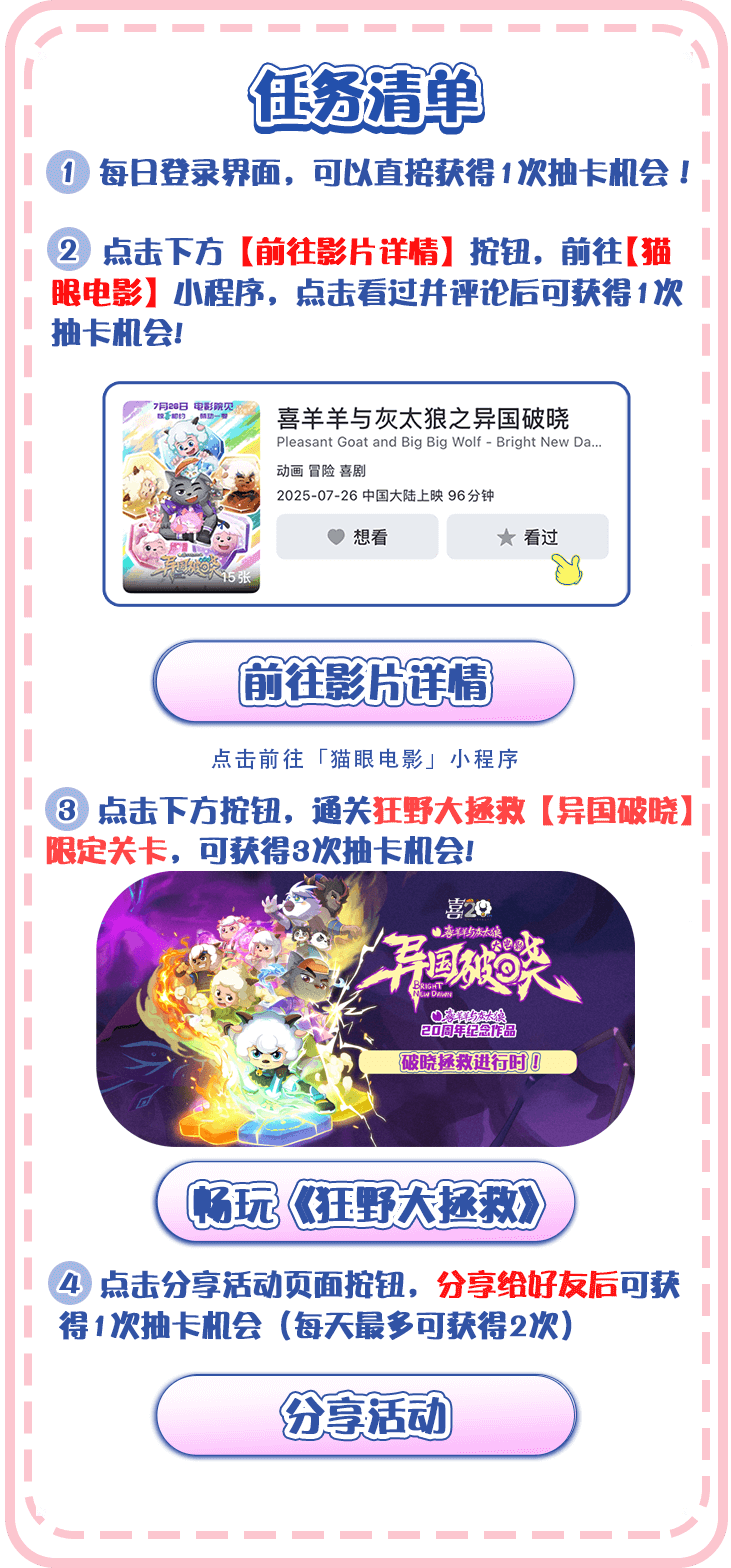 任务清单
1 每日登录界面，可以直接获得1次抽卡机会！
2 点击下方【前往影片详情】按钮，前往【猫
眼电影】小程序，点击看过并评论后可获得1次
抽卡机会!
7月26日 电影院见
喜羊羊与灰太狼之异国破晓
Pleasant Goat and Big Big Wolf - Bright New Da...
动画 冒险 喜剧
2025-07-26 中国大陆上映 96分钟
想看
看过
异国破晓
15张
前往影片详情
点击前往「猫眼电影」小程序
3 点击下方按钮，通关狂野大拯救【异国破晓】
限定关卡，可获得3次抽卡机会!
喜20
喜羊羊与灰太狼
大电影
异国破晓
BRIGHT
NEW DAWN
喜羊羊与灰太狼
20周年纪念作品
破晓拯救进行时！
畅玩《狂野大拯救》
4 点击分享活动页面按钮，分享给好友后可获
得1次抽卡机会（每天最多可获得2次）
分享活动